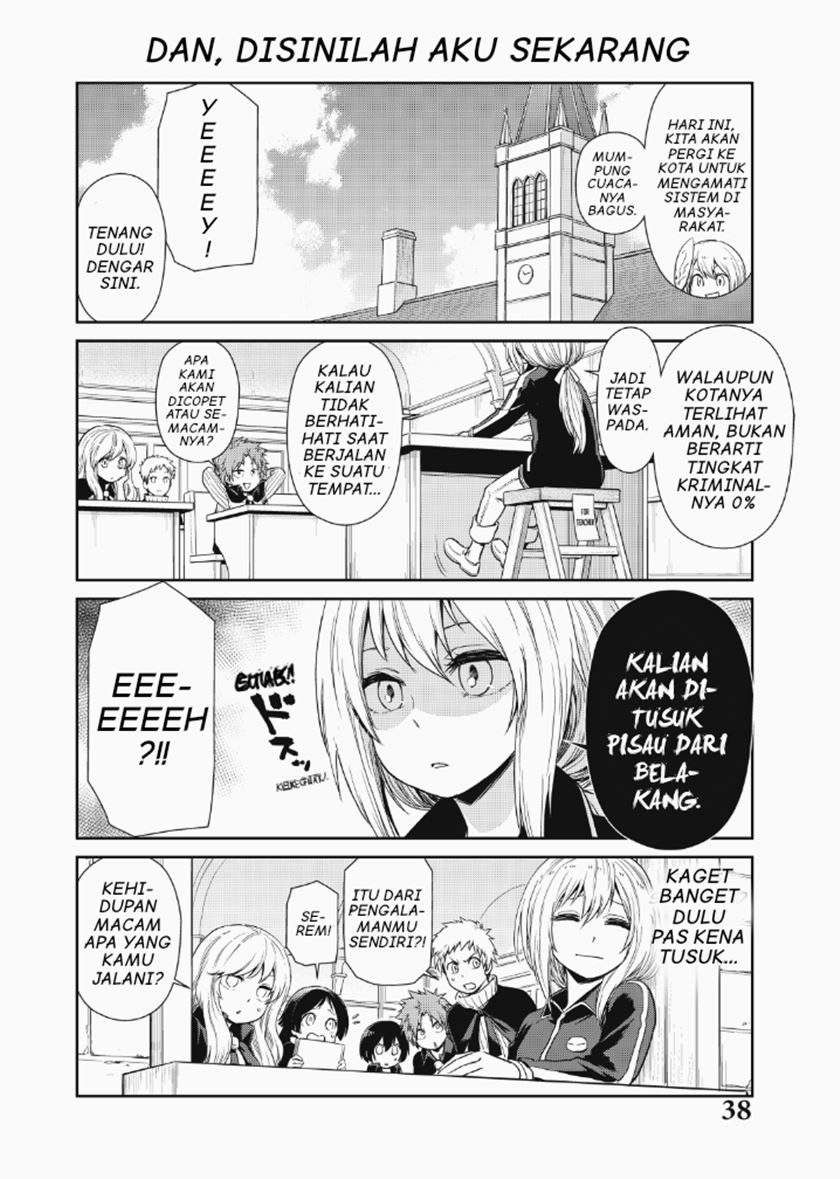 DAN, DISINILAH AKU SEKARANG
HARI INI,
KITA AKAN
PERGI KE
KOTA UNTUK
MENGAMATI
SISTEM DI
MASYA-
RAKAT.
MUM-
PUNG
CUACA-
NYA
BAGUS.
Y
E
E
E
E
E
Y
!
TENANG
DULU!
DENGAR
SINI.
WALAUPUN
KOTANYA
TERLIHAT
AMAN, BUKAN
BERARTI
TINGKAT
KRIMINAL-
NYA 0%
JADI
TETAP
WAS-
PADA.
FOR
TEACHER
KALAU
KALIAN
TIDAK
BERHATI-
HATI SAAT
BERJALAN
KE SUATU
TEMPAT...
APA
KAMI
AKAN
DICOPET
ATAU SE-
MACAM-
NYA?
KALIAN
AKAN DI-
TUSUK
PISAU DARI
BELA-
KANG.
ドスッ
EEE-
EEEEEH
?!!
KAGET
BANGET
DULU
PAS KENA
TUSUK...
ITU DARI
PENGALA-
MANMU
SENDIRI?!
SE-
REM!
KEHI-
DUPAN
MACAM
APA YANG
KAMU
JALANI?
38